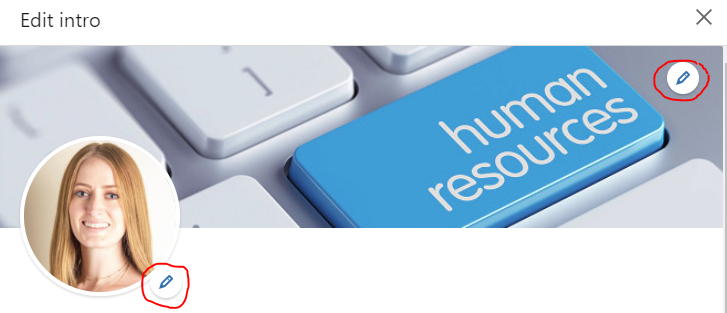 Edit intro
human
resources